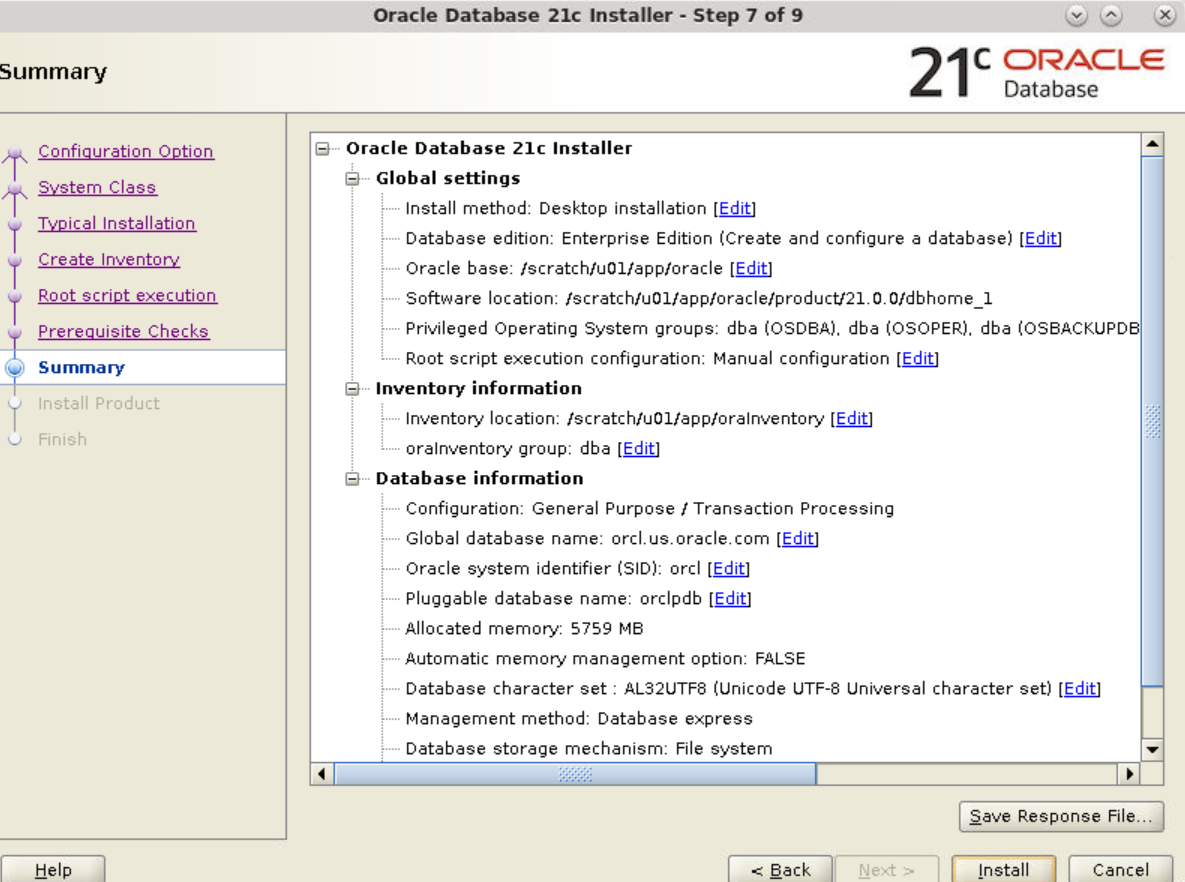 Oracle Database 21c Installer - Step 7 of 9
Summary
21c ORACLE
Database
Configuration Option
System Class
Typical Installation
Create Inventory
Root script execution
Prerequisite Checks
Summary
Install Product
Finish
Oracle Database 21c Installer
Global settings
Install method: Desktop installation [Edit]
Database edition: Enterprise Edition (Create and configure a database) [Edit]
Oracle base: /scratch/u01/app/oracle [Edit]
Software location: /scratch/u01/app/oracle/product/21.0.0/dbhome_1
Privileged Operating System groups: dba (OSDBA), dba (OSOPER), dba (OSBACKUPDB
Root script execution configuration: Manual configuration [Edit]
Inventory information
Inventory location: /scratch/u01/app/oraInventory [Edit]
oraInventory group: dba [Edit]
Database information
Configuration: General Purpose / Transaction Processing
Global database name: orcl.us.oracle.com [Edit]
Oracle system identifier (SID): orcl [Edit]
Pluggable database name: orclpdb [Edit]
Allocated memory: 5759 MB
Automatic memory management option: FALSE
Database character set : AL32UTF8 (Unicode UTF-8 Universal character set) [Edit]
Management method: Database express
Database storage mechanism: File system
Save Response File...
Help
< Back
Next >
Install
Cancel